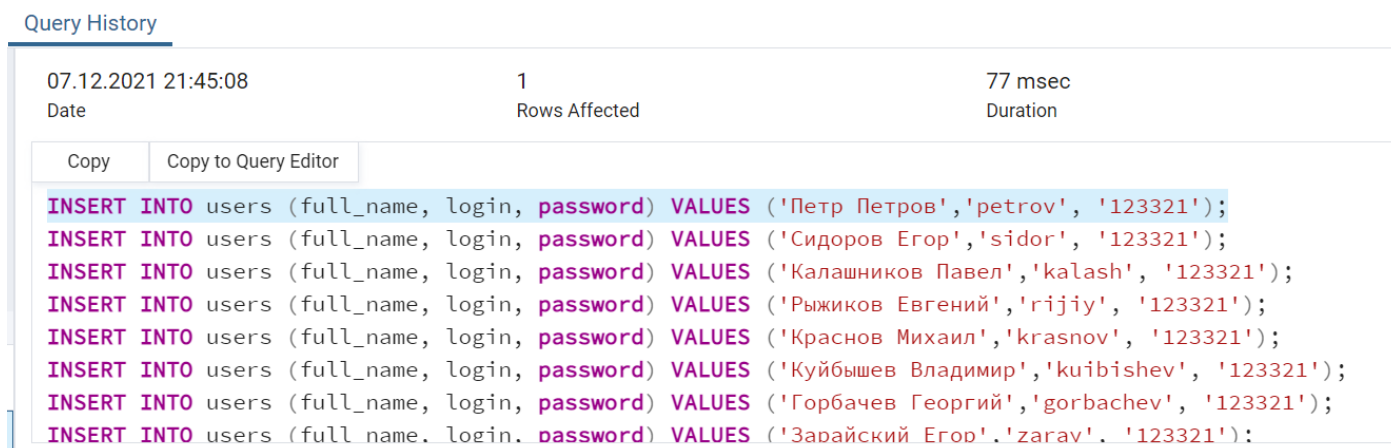 Query History
07.12.2021 21:45:08 1 77 msec
Date Rows Affected Duration
Copy Copy to Query Editor
INSERT INTO users (full_name, login, password) VALUES ('Петр Петров','petrov', '123321');
INSERT INTO users (full_name, login, password) VALUES ('Сидоров Егор','sidor', '123321');
INSERT INTO users (full_name, login, password) VALUES ('Калашников Павел','kalash', '123321');
INSERT INTO users (full_name, login, password) VALUES ('Рыжиков Евгений','rijiy', '123321');
INSERT INTO users (full_name, login, password) VALUES ('Краснов Михаил','krasnov', '123321');
INSERT INTO users (full_name, login, password) VALUES ('Куйбышев Владимир','kuibishev', '123321');
INSERT INTO users (full_name, login, password) VALUES ('Горбачев Георгий','gorbachev', '123321');
INSERT INTO users (full_name, login, password) VALUES ('Зарайский Егор','zaray', '123321');